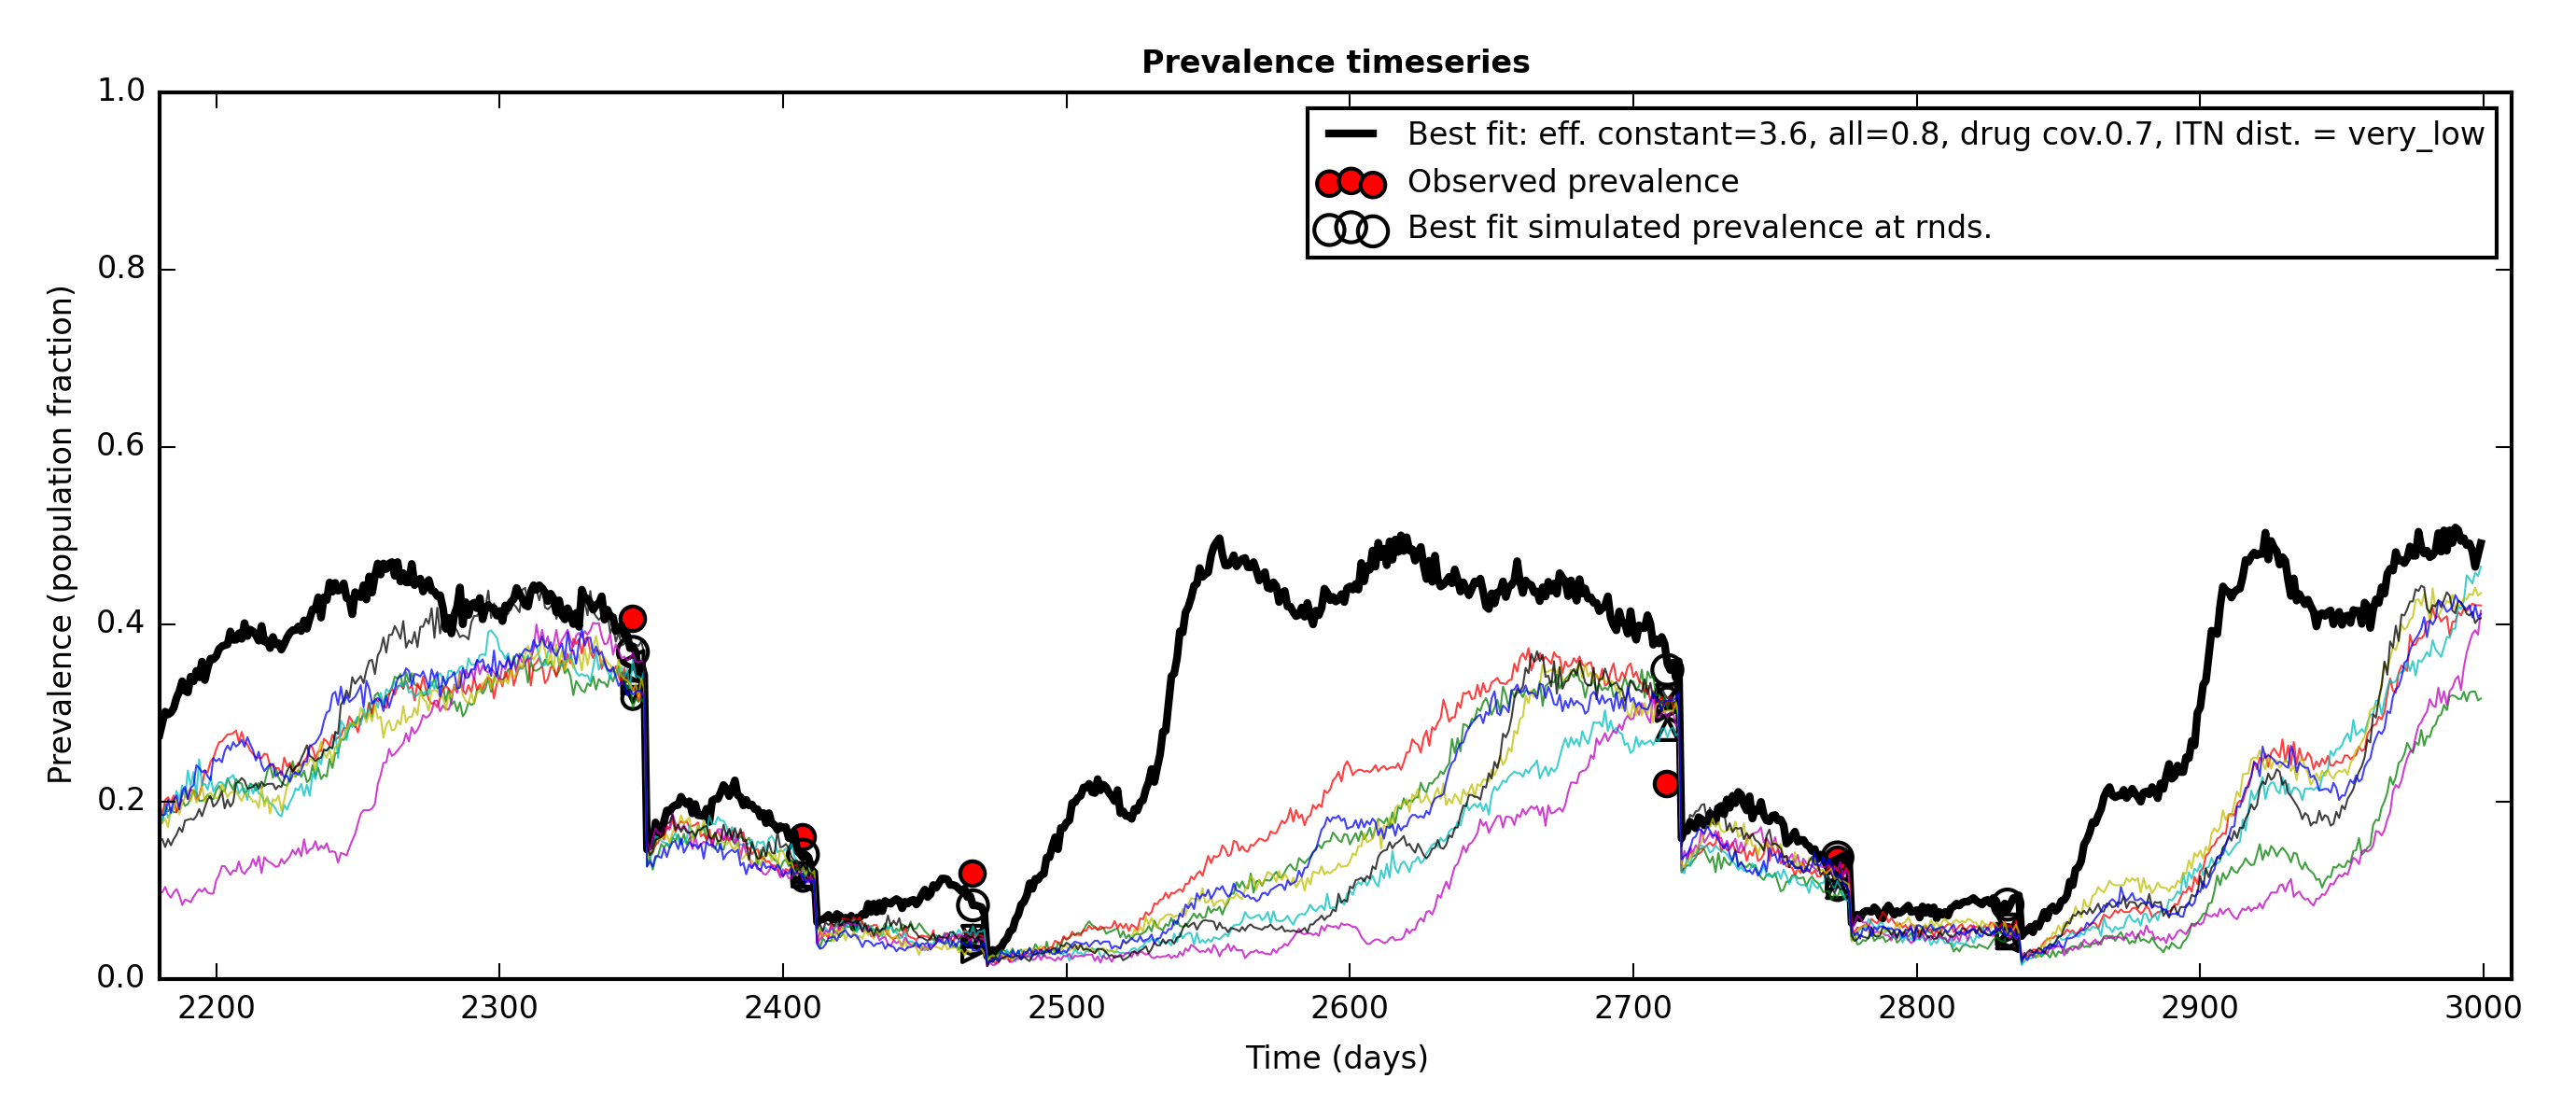 Prevalence timeseries
1.0
0.8
0.6
0.4
0.2
0.0
Prevalence (population fraction)
Best fit: eff. constant=3.6, all=0.8, drug cov.0.7, ITN dist. = very_low
Observed prevalence
Best fit simulated prevalence at rnds.
2200 2300 2400 2500 2600 2700 2800 2900 3000
Time (days)